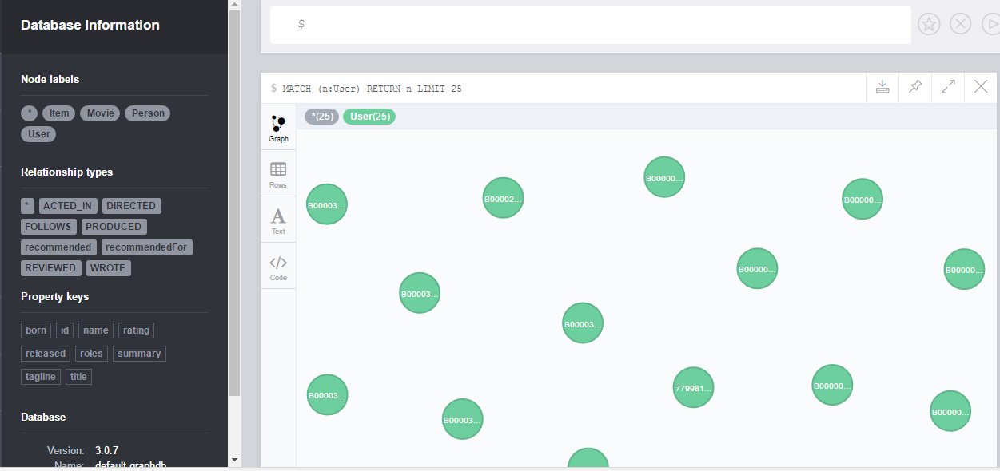 Database Information
Node labels
* Item Movie Person
User
Relationship types
* ACTED_IN DIRECTED
FOLLOWS PRODUCED
recommended recommendedFor
REVIEWED WROTE
Property keys
born id name rating
released roles summary
tagline title
Database
Version: 3.0.7
Name: default.graphdb
$
$ MATCH (n:User) RETURN n LIMIT 25
*(25) User(25)
Graph
Rows
Text
Code
B00000...
B00002...
B00000...
B00003...
B00000...
B00000...
B00003...
B00003...
B00000...
779981...
B00003...
B00000...
B00003...